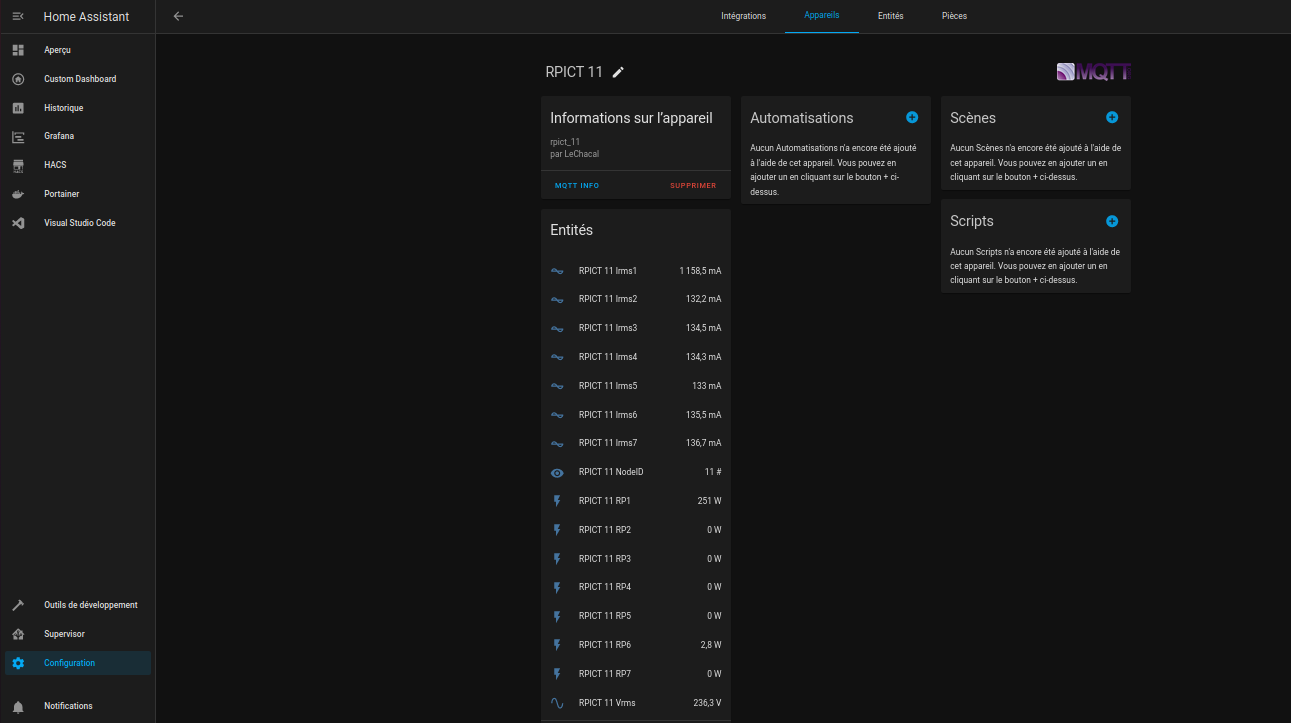 Home Assistant
Intégrations
Appareils
Entités
Pièces
Aperçu
Custom Dashboard
Historique
Grafana
HACS
Portainer
Visual Studio Code
Outils de développement
Supervisor
Configuration
Notifications
RPICT 11
MQTT
Informations sur l'appareil
rpict_11
par LeChacal
MQTT INFO SUPPRIMER
Entités
RPICT 11 Irms1 1 158,5 mA
RPICT 11 Irms2 132,2 mA
RPICT 11 Irms3 134,5 mA
RPICT 11 Irms4 134,3 mA
RPICT 11 Irms5 133 mA
RPICT 11 Irms6 135,5 mA
RPICT 11 Irms7 136,7 mA
RPICT 11 NodeID 11 #
RPICT 11 RP1 251 W
RPICT 11 RP2 0 W
RPICT 11 RP3 0 W
RPICT 11 RP4 0 W
RPICT 11 RP5 0 W
RPICT 11 RP6 2,8 W
RPICT 11 RP7 0 W
RPICT 11 Vrms 236,3 V
Automatisations
Aucun Automatisations n'a encore été ajouté
à l'aide de cet appareil. Vous pouvez en
ajouter un en cliquant sur le bouton + ci-
dessus.
Scènes
Aucun Scènes n'a encore été ajouté à l'aide de
cet appareil. Vous pouvez en ajouter un en
cliquant sur le bouton + ci-dessus.
Scripts
Aucun Scripts n'a encore été ajouté à l'aide de
cet appareil. Vous pouvez en ajouter un en
cliquant sur le bouton + ci-dessus.